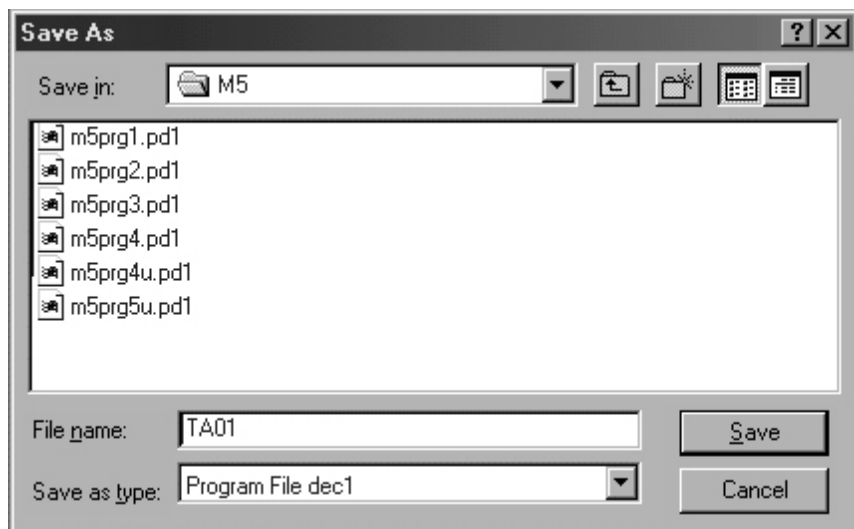 Save As
Save in: M5
m5prg1.pd1
m5prg2.pd1
m5prg3.pd1
m5prg4.pd1
m5prg4u.pd1
m5prg5u.pd1
File name: TA01 Save
Save as type: Program File dec1 Cancel